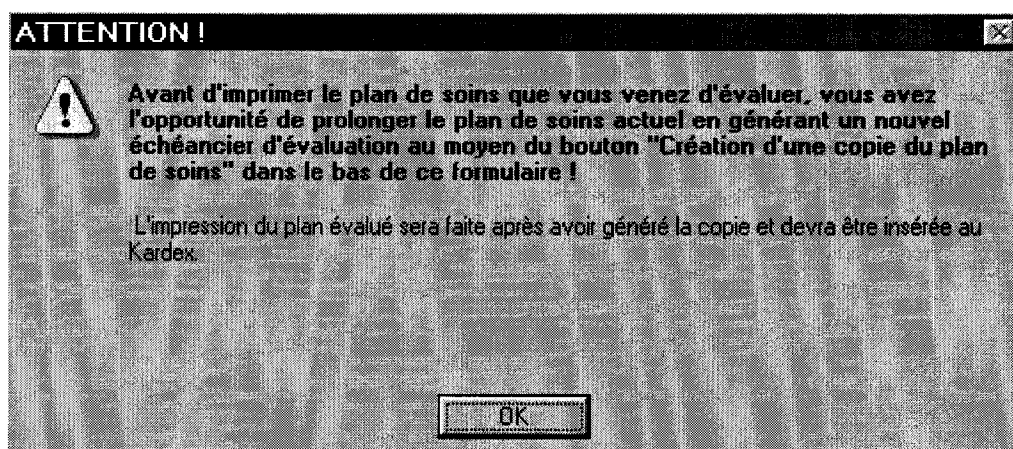 ATTENTION !
Avant d'imprimer le plan de soins que vous venez d'évaluer, vous avez
l'opportunité de prolonger le plan de soins actuel en générant un nouvel
échéancier d'évaluation au moyen du bouton "Création d'une copie du plan
de soins" dans le bas de ce formulaire !
L'impression du plan évalué sera faite après avoir généré la copie et devra être insérée au
Kardex.
OK